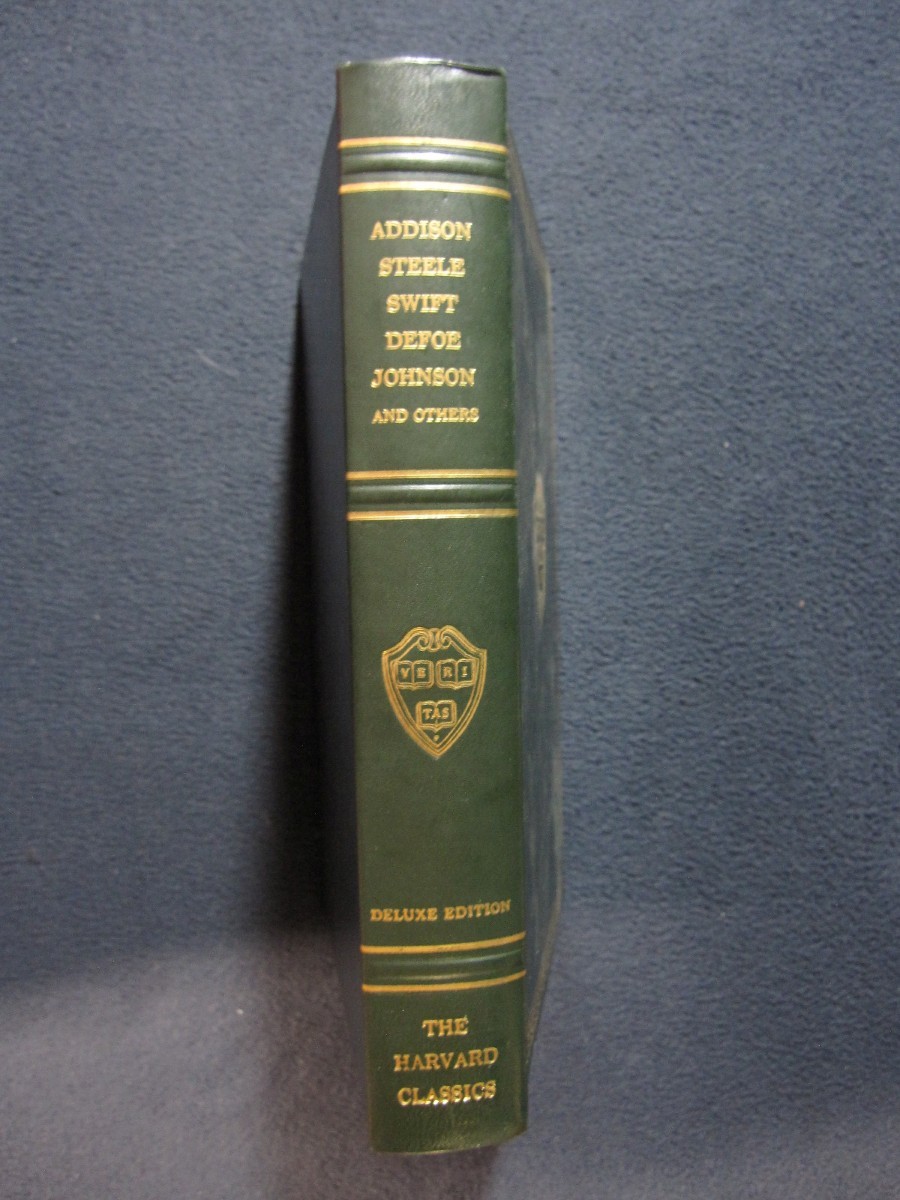 ADDISON
STEELE
SWIFT
DEFOE
JOHNSON
AND OTHERS
VE RI
TAS
DELUXE EDITION
THE
HARVARD
CLASSICS